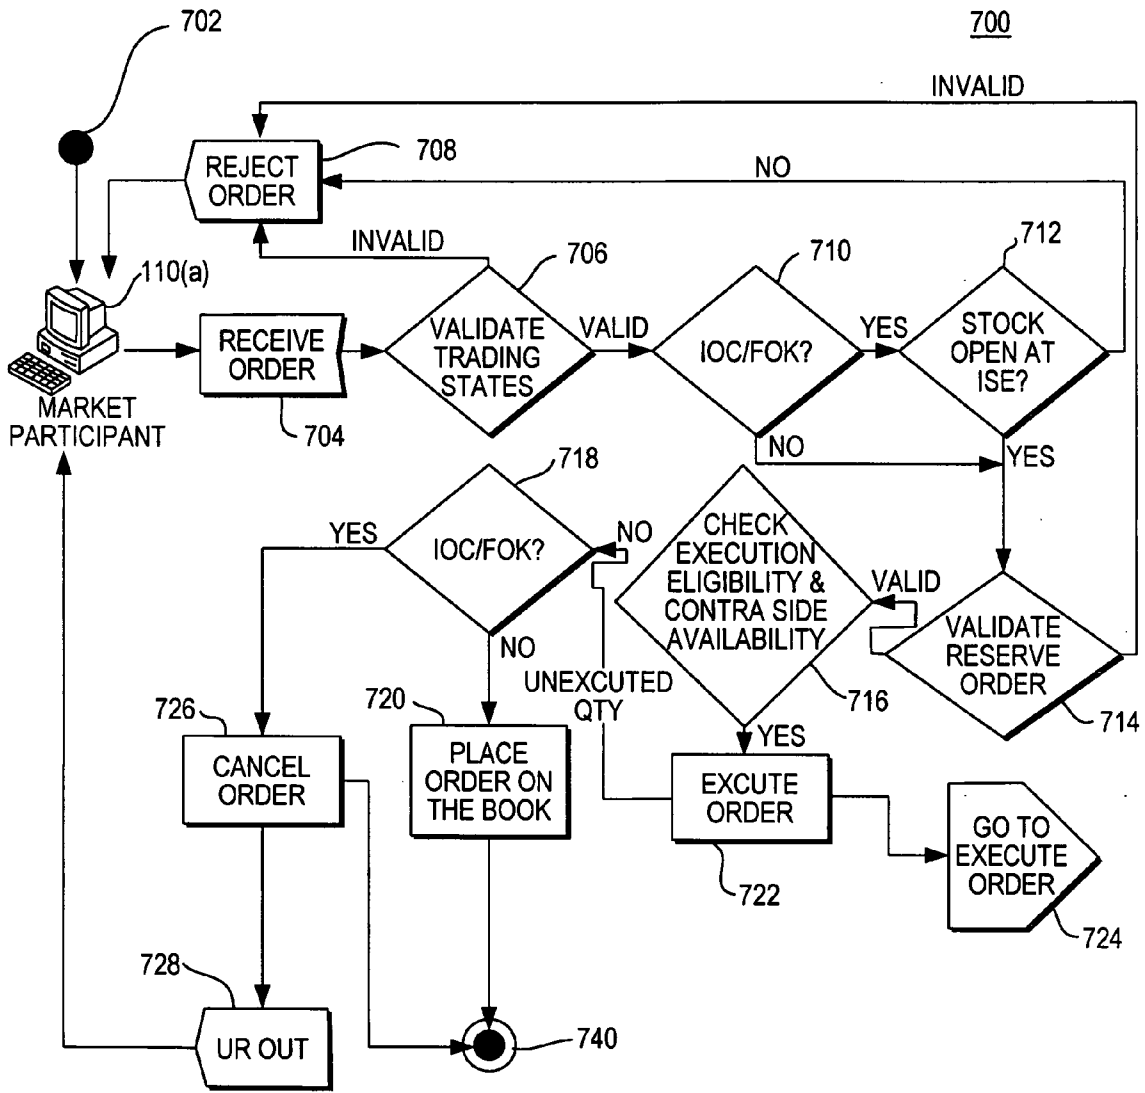 702
700
INVALID
REJECT
ORDER
708
NO
INVALID
706
710
712
110(a)
RECEIVE
ORDER
VALIDATE
TRADING
STATES
VALID
IOC/FOK?
YES
STOCK
OPEN AT
ISE?
704
MARKET
PARTICIPANT
NO
YES
718
YES
IOC/FOK?
NO
CHECK
EXECUTION
ELIGIBILITY &
CONTRA SIDE
AVAILABILITY
VALID
VALIDATE
RESERVE
ORDER
NO
UNEXCUTED
QTY
716
714
726
720
YES
CANCEL
ORDER
PLACE
ORDER ON
THE BOOK
EXCUTE
ORDER
GO TO
EXECUTE
ORDER
722
724
728
UR OUT
740